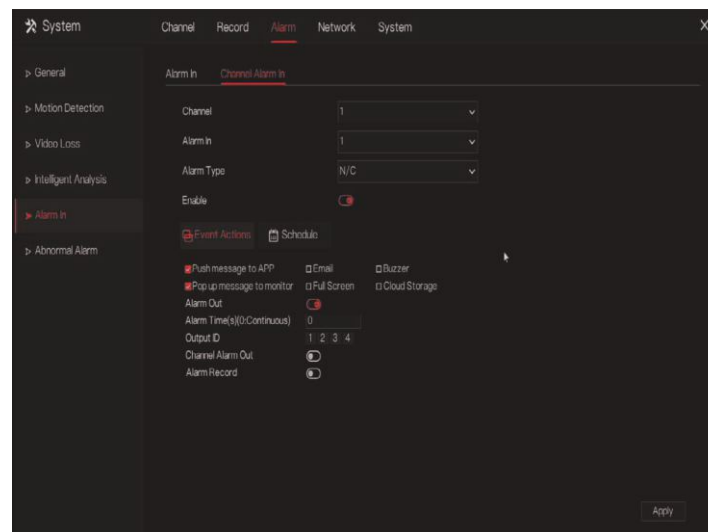 System
Channel Record Alarm Network System X
General
Motion Detection
Video Loss
Intelligent Analysis
Alarm In
Abnormal Alarm
Alarm In Channel Alarm In
Channel 1
Alarm In 1
Alarm Type N/C
Enable
Event Actions Schedule
Push message to APP Email Buzzer
Pop up message to monitor Full Screen Cloud Storage
Alarm Out
Alarm Time(s)(0:Continuous) 0
Output ID 1 2 3 4
Channel Alarm Out
Alarm Record
Apply